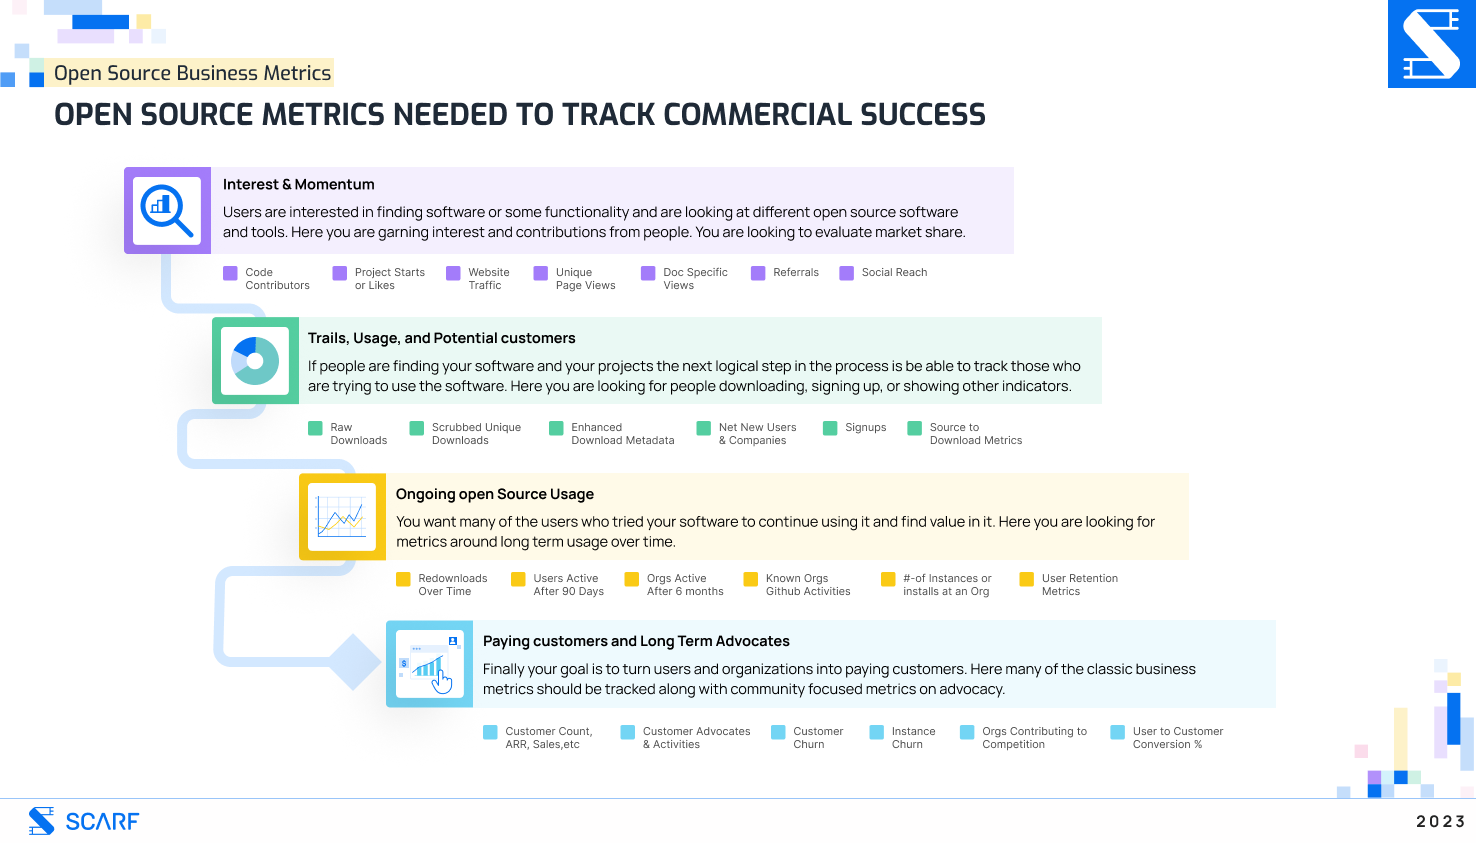 Open Source Business Metrics
OPEN SOURCE METRICS NEEDED TO TRACK COMMERCIAL SUCCESS
Interest & Momentum
Users are interested in finding software or some functionality and are looking at different open source software
and tools. Here you are garning interest and contributions from people. You are looking to evaluate market share.
Code
Contributors
Project Starts
or Likes
Website
Traffic
Unique
Page Views
Doc Specific
Views
Referrals
Social Reach
Trails, Usage, and Potential customers
If people are finding your software and your projects the next logical step in the process is be able to track those who
are trying to use the software. Here you are looking for people downloading, signing up, or showing other indicators.
Raw
Downloads
Scrubbed Unique
Downloads
Enhanced
Download Metadata
Net New Users
& Companies
Signups
Source to
Download Metrics
Ongoing open Source Usage
You want many of the users who tried your software to continue using it and find value in it. Here you are looking for
metrics around long term usage over time.
Redownloads
Over Time
Users Active
After 90 Days
Orgs Active
After 6 months
Known Orgs
Github Activities
#-of Instances or
installs at an Org
User Retention
Metrics
$
Paying customers and Long Term Advocates
Finally your goal is to turn users and organizations into paying customers. Here many of the classic business
metrics should be tracked along with community focused metrics on advocacy.
Customer Count,
ARR, Sales,etc
Customer Advocates
& Activities
Customer
Churn
Instance
Churn
Orgs Contributing to
Competition
User to Customer
Conversion %
SCARF
2023